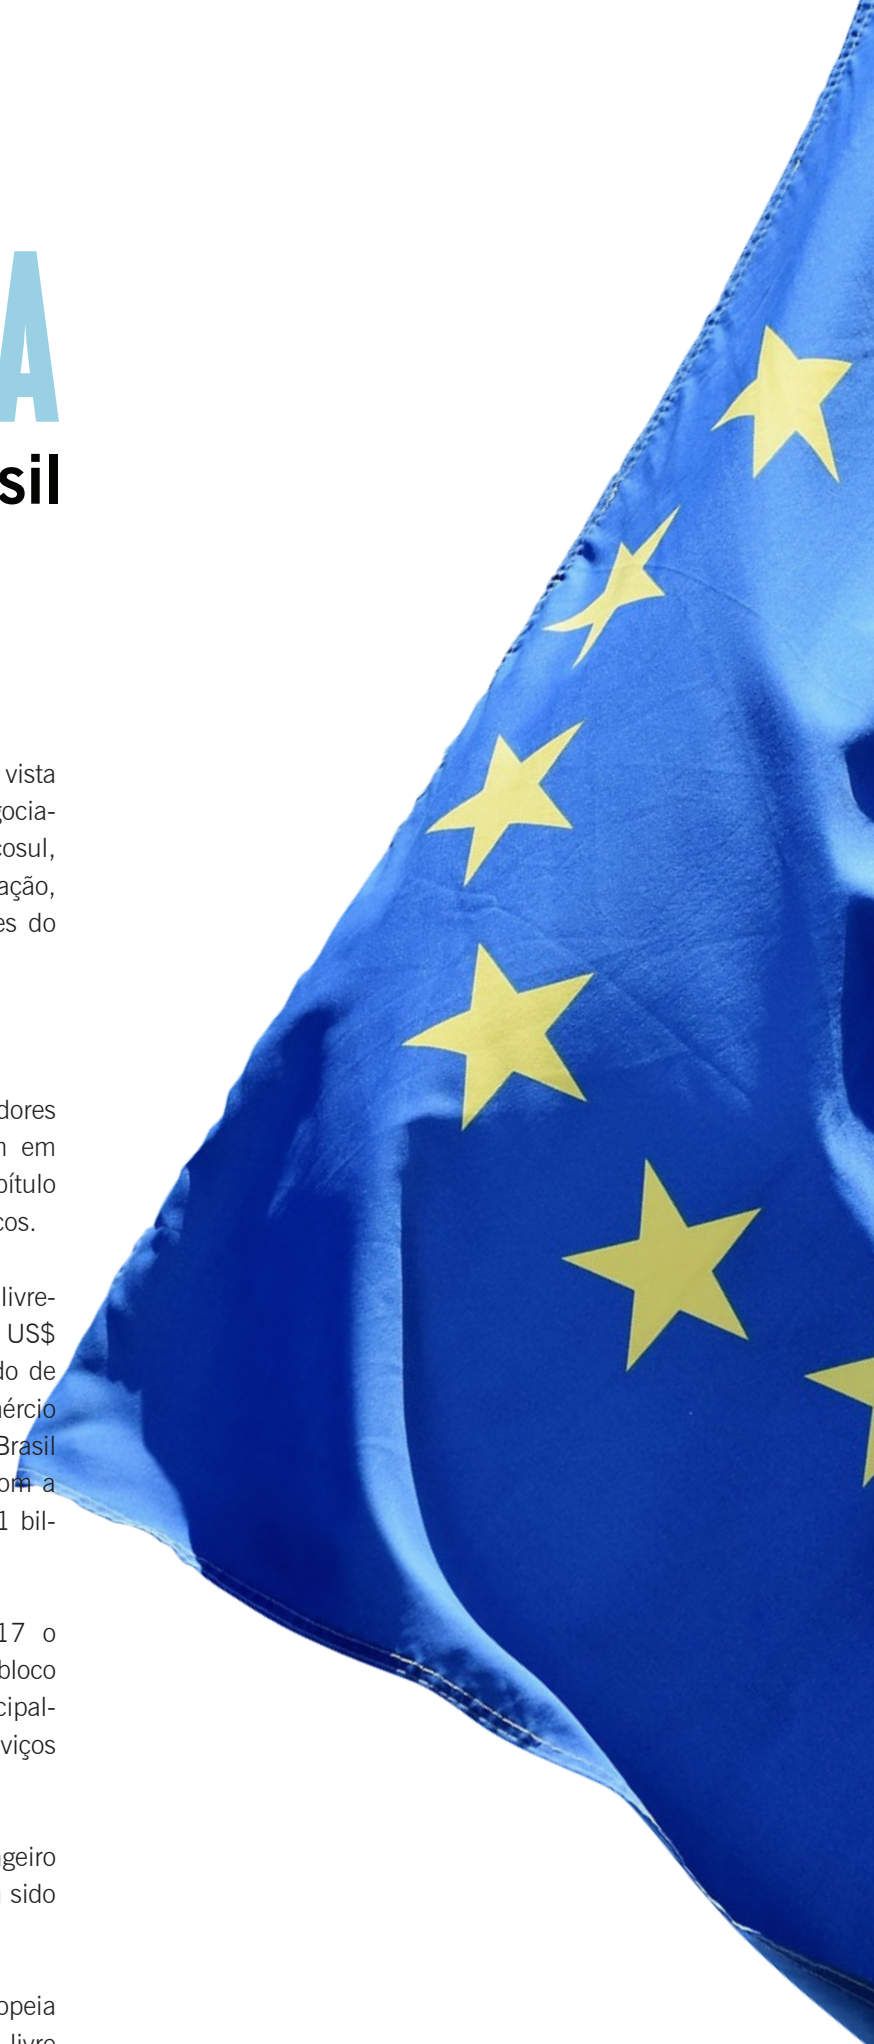 A
sil
vista
gocia-
cosul,
ação,
es do
dores
em
pítulo
cos.
livre-
US$
do de
ércio
Brasil
om a
1 bil-
17 o
bloco
cipal-
viços
geiro
sido
opeia
livre